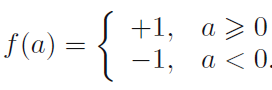 f(a) = { +1, a ⩾ 0
−1, a < 0.